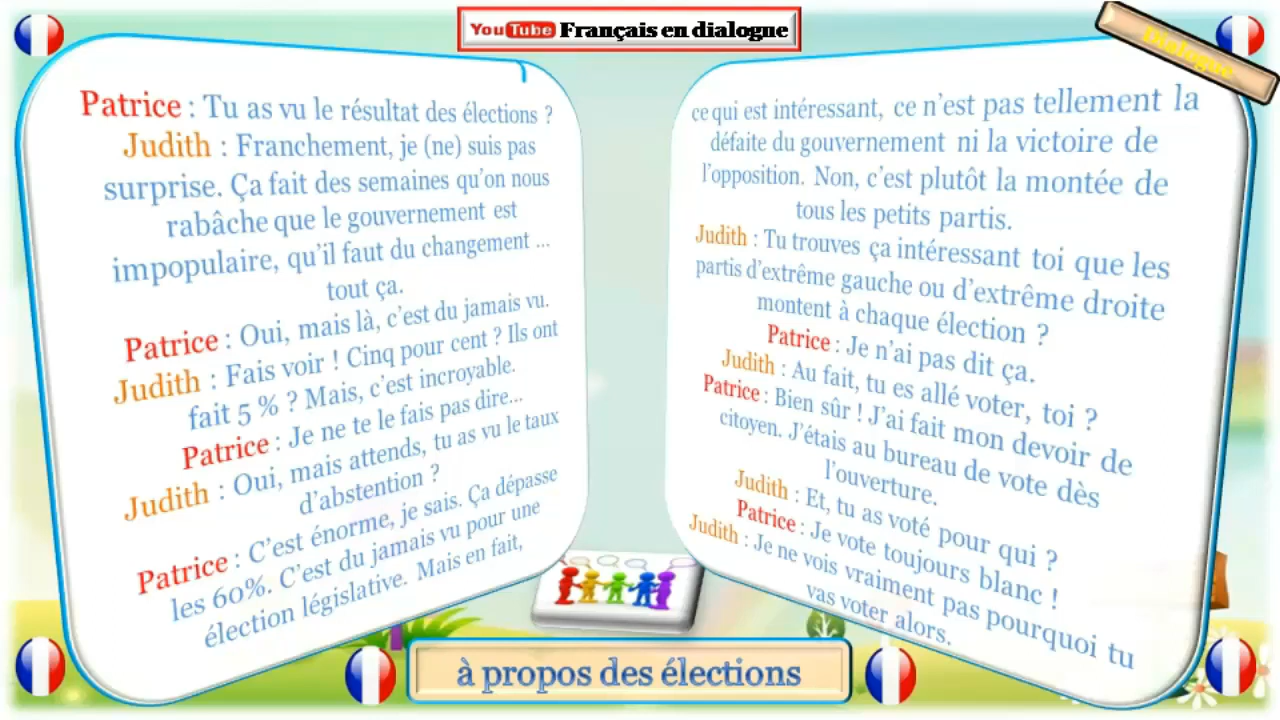 YouTube Français en dialogue
Dialogue
Patrice : Tu as vu le résultat des élections ?
Judith : Franchement, je (ne) suis pas
surprise. Ça fait des semaines qu'on nous
rabâche que le gouvernement est
impopulaire, qu'il faut du changement ...
tout ça.
Patrice : Oui, mais là, c'est du jamais vu.
Judith : Fais voir ! Cinq pour cent ? Ils ont
fait 5 % ? Mais, c'est incroyable.
Patrice : Je ne te le fais pas dire...
Judith : Oui, mais attends, tu as vu le taux
d'abstention ?
Patrice : C'est énorme, je sais. Ça dépasse
les 60%. C'est du jamais vu pour une
élection législative. Mais en fait,
ce qui est intéressant, ce n'est pas tellement la
défaite du gouvernement ni la victoire de
l'opposition. Non, c'est plutôt la montée de
tous les petits partis.
Judith : Tu trouves ça intéressant toi que les
partis d'extrême gauche ou d'extrême droite
montent à chaque élection ?
Patrice : Je n'ai pas dit ça.
Judith : Au fait, tu es allé voter, toi ?
Patrice : Bien sûr ! J'ai fait mon devoir de
citoyen. J'étais au bureau de vote dès
l'ouverture.
Judith : Et, tu as voté pour qui ?
Patrice : Je vote toujours blanc !
Judith : Je ne vois vraiment pas pourquoi tu
vas voter alors.
à propos des élections